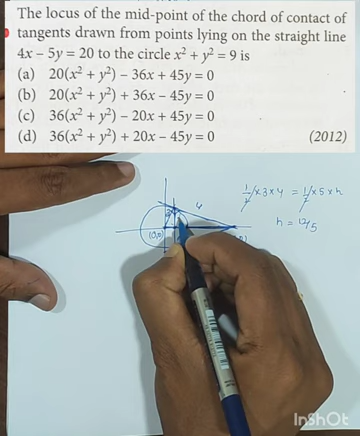 The locus of the mid-point of the chord of contact of
tangents drawn from points lying on the straight line
4x – 5y = 20 to the circle x² + y² = 9 is
(a) 20(x² + y²) – 36x + 45y = 0
(b) 20(x² + y²) + 36x – 45y = 0
(c) 36(x² + y²) – 20x + 45y = 0
(d) 36(x² + y²) + 20x – 45y = 0 (2012)
1/2 x 3 x 4 = 1/2 x 5 x h
h = 12/5
4
(0,0)
InShOt